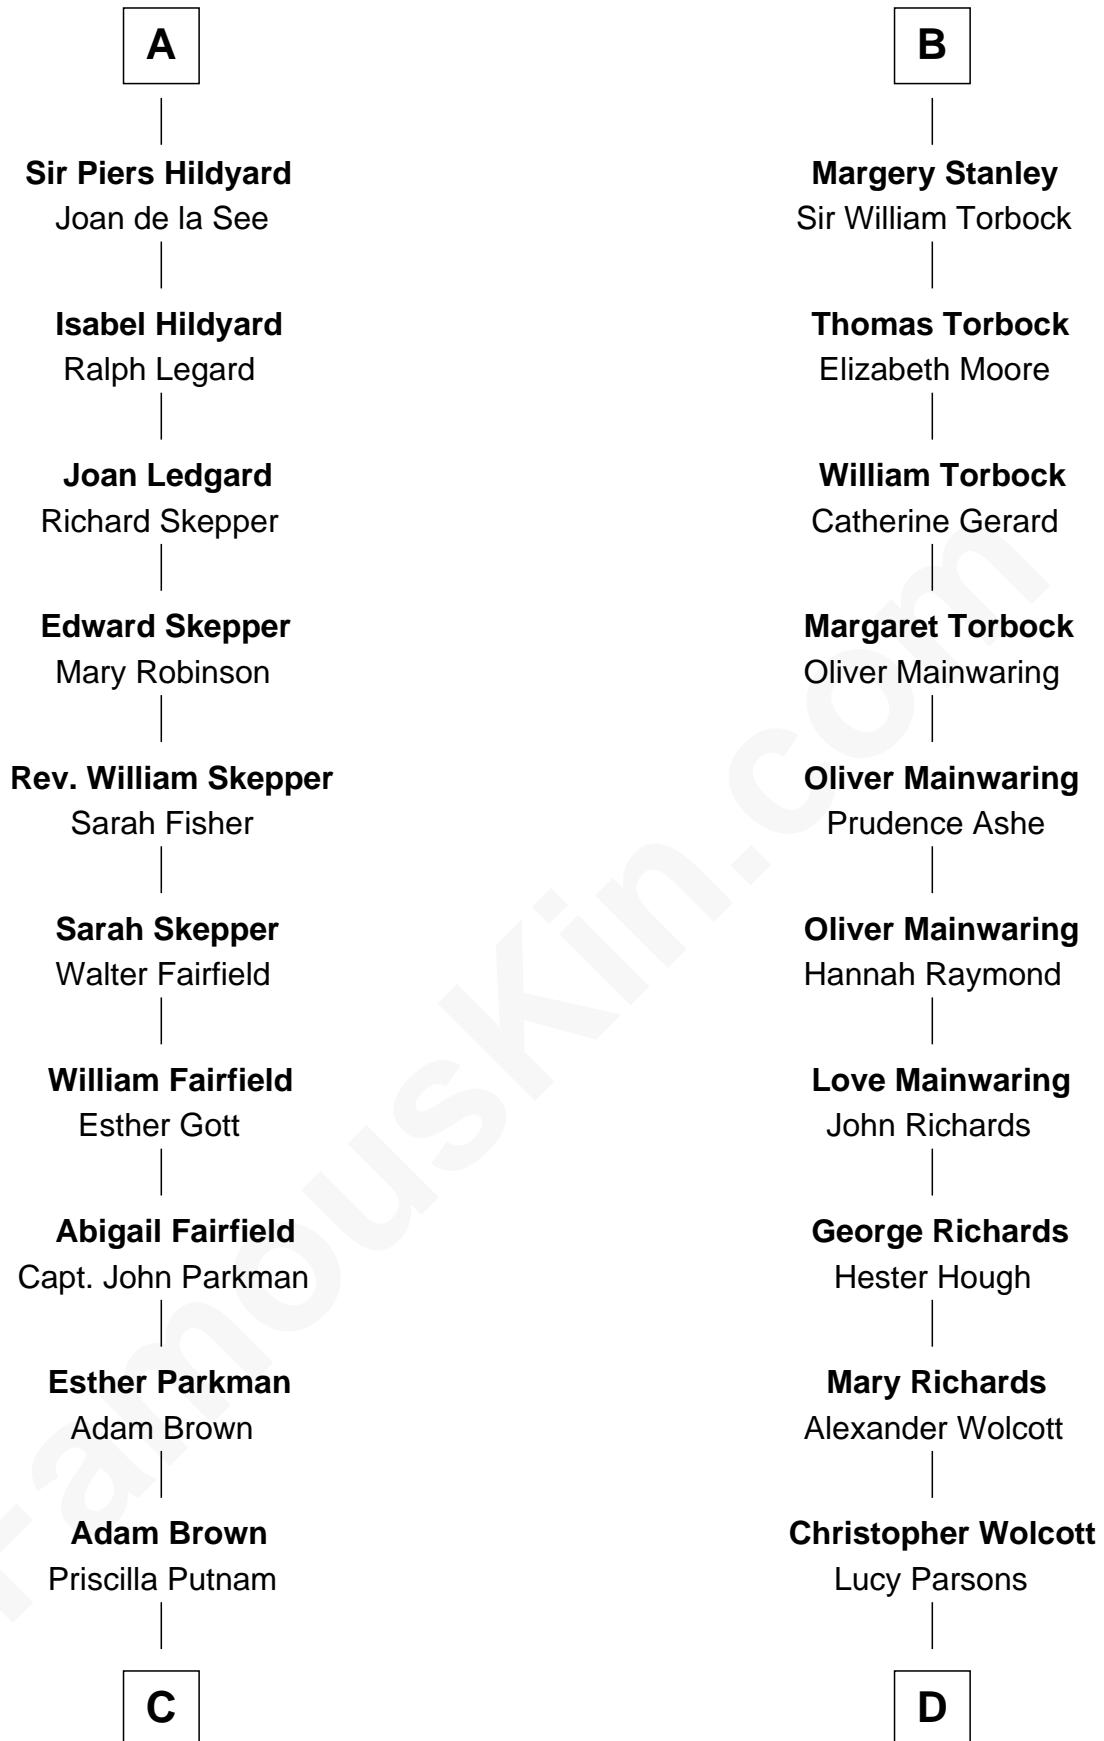 A
Sir Piers Hildyard
Joan de la See
Isabel Hildyard
Ralph Legard
Joan Ledgard
Richard Skepper
Edward Skepper
Mary Robinson
Rev. William Skepper
Sarah Fisher
Sarah Skepper
Walter Fairfield
William Fairfield
Esther Gott
Abigail Fairfield
Capt. John Parkman
Esther Parkman
Adam Brown
Adam Brown
Priscilla Putnam
C
B
Margery Stanley
Sir William Torbock
Thomas Torbock
Elizabeth Moore
William Torbock
Catherine Gerard
Margaret Torbock
Oliver Mainwaring
Oliver Mainwaring
Prudence Ashe
Oliver Mainwaring
Hannah Raymond
Love Mainwaring
John Richards
George Richards
Hester Hough
Mary Richards
Alexander Wolcott
Christopher Wolcott
Lucy Parsons
D
FamousKin.com